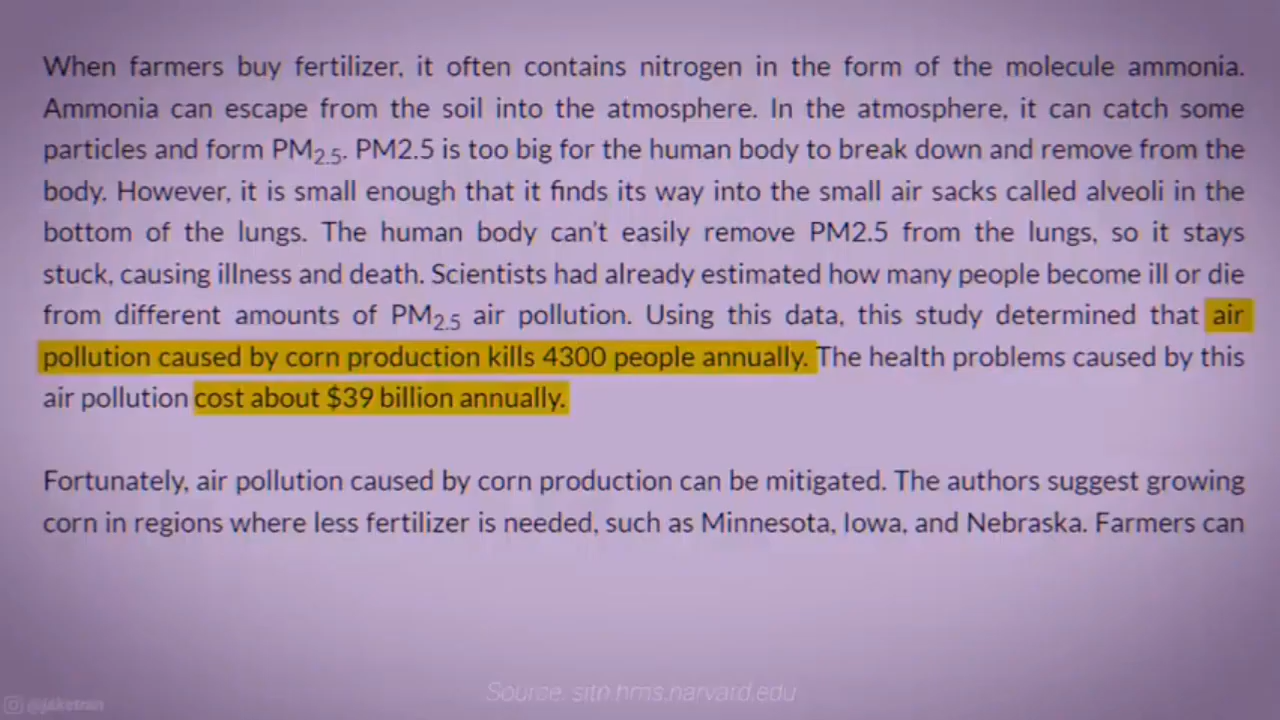 When farmers buy fertilizer, it often contains nitrogen in the form of the molecule ammonia.
Ammonia can escape from the soil into the atmosphere. In the atmosphere, it can catch some
particles and form PM2.5. PM2.5 is too big for the human body to break down and remove from the
body. However, it is small enough that it finds its way into the small air sacks called alveoli in the
bottom of the lungs. The human body can't easily remove PM2.5 from the lungs, so it stays
stuck, causing illness and death. Scientists had already estimated how many people become ill or die
from different amounts of PM2.5 air pollution. Using this data, this study determined that air
pollution caused by corn production kills 4300 people annually. The health problems caused by this
air pollution cost about $39 billion annually.
Fortunately, air pollution caused by corn production can be mitigated. The authors suggest growing
corn in regions where less fertilizer is needed, such as Minnesota, Iowa, and Nebraska. Farmers can
Source: sitn.hms.harvard.edu
@jaketran